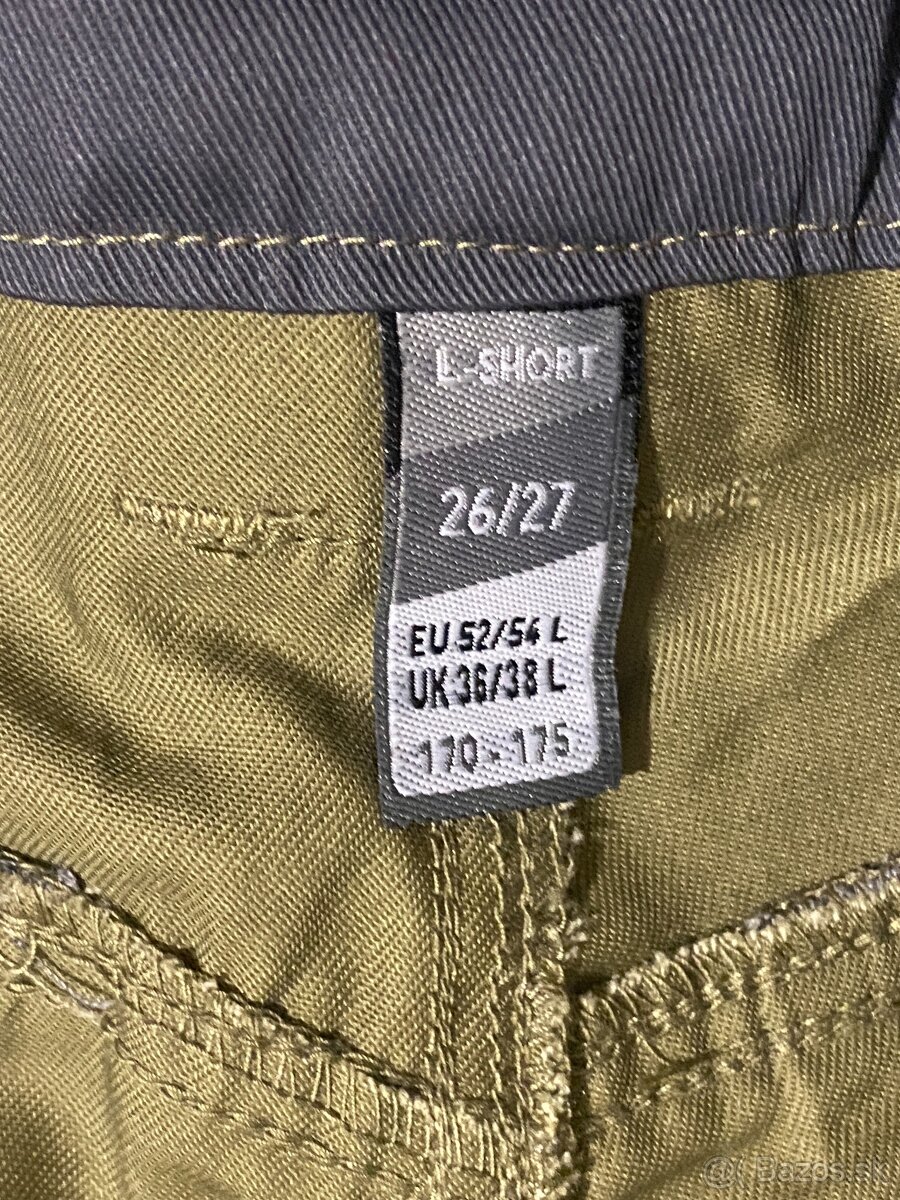 L-SHORT
26/27
EU 52/54 L
UK 36/38 L
170 - 175
@ Bazos.sk